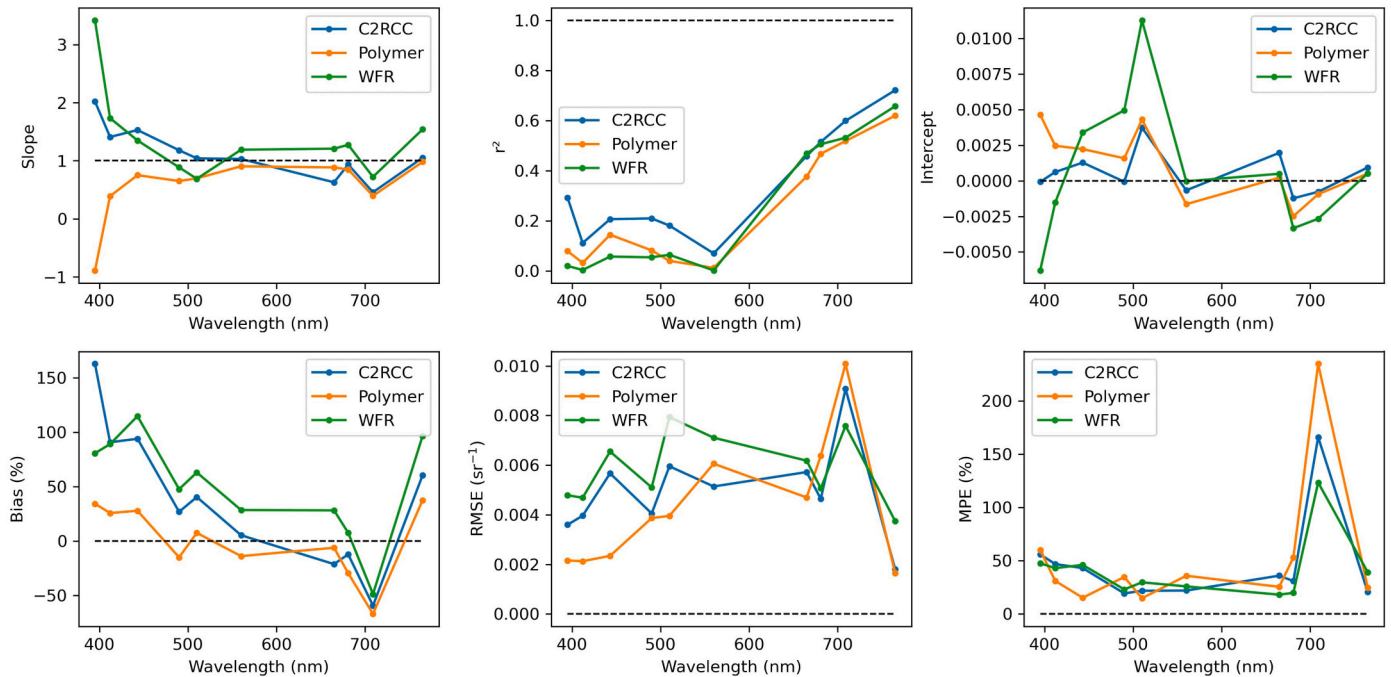 Slope
3
2
1
0
−1
C2RCC
Polymer
WFR
400 500 600 700
Wavelength (nm)
r²
1.0
0.8
0.6
0.4
0.2
0.0
C2RCC
Polymer
WFR
400 500 600 700
Wavelength (nm)
Intercept
0.0100
0.0075
0.0050
0.0025
0.0000
−0.0025
−0.0050
C2RCC
Polymer
WFR
400 500 600 700
Wavelength (nm)
Bias (%)
150
100
50
0
−50
C2RCC
Polymer
WFR
400 500 600 700
Wavelength (nm)
RMSE (sr⁻¹)
0.010
0.008
0.006
0.004
0.002
0.000
C2RCC
Polymer
WFR
400 500 600 700
Wavelength (nm)
MPE (%)
200
150
100
50
0
C2RCC
Polymer
WFR
400 500 600 700
Wavelength (nm)